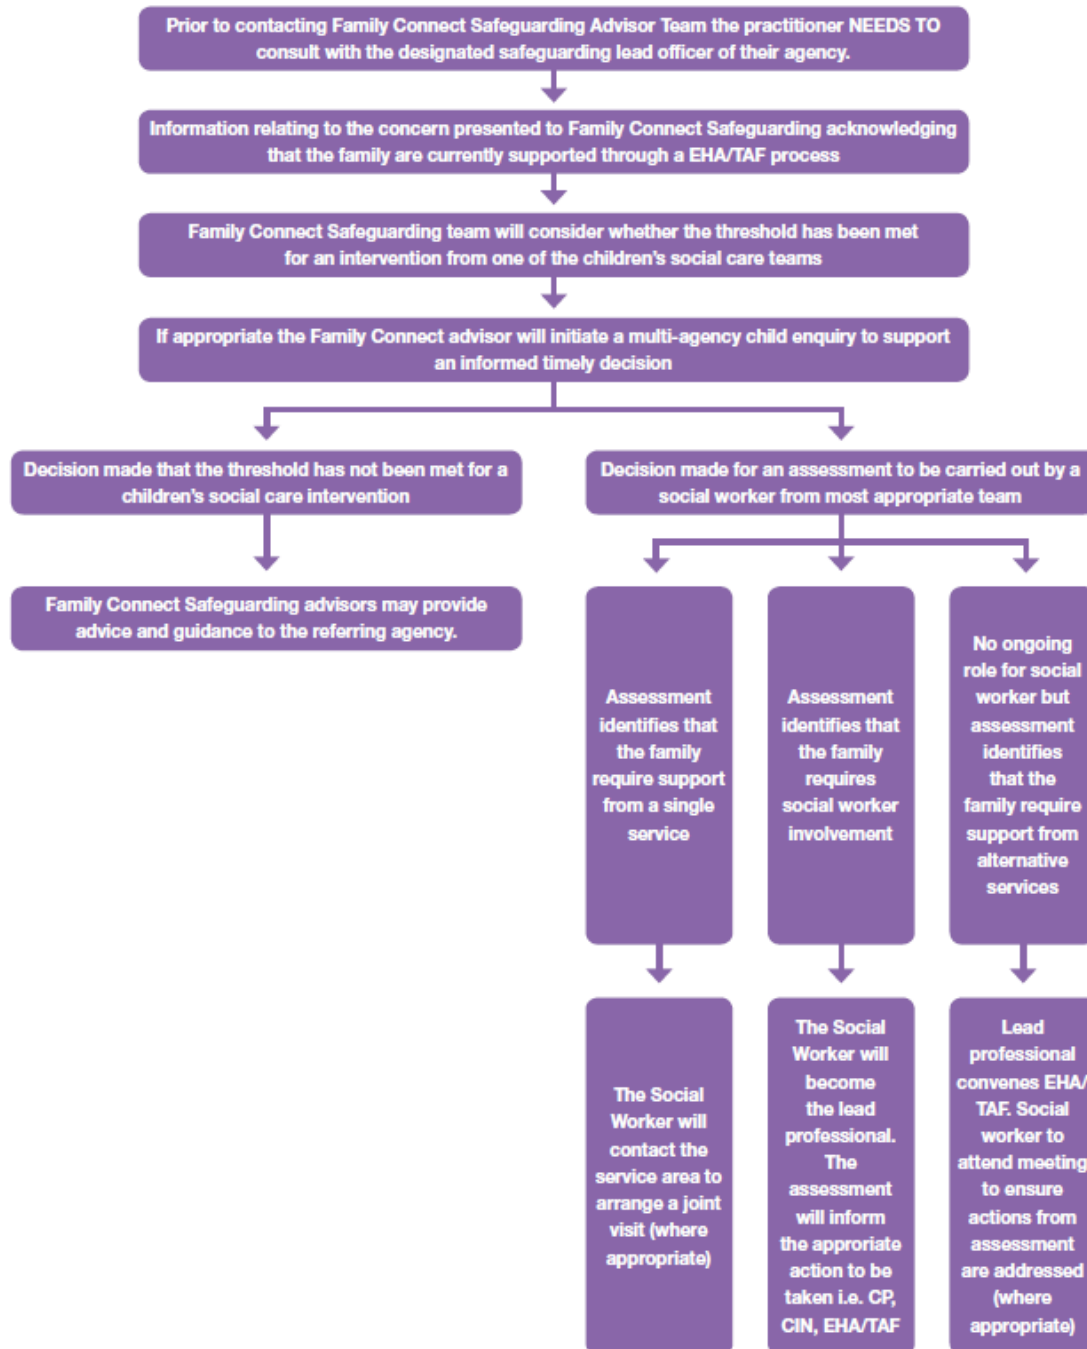 Prior to contacting Family Connect Safeguarding Advisor Team the practitioner NEEDS TO
consult with the designated safeguarding lead officer of their agency.
Information relating to the concern presented to Family Connect Safeguarding acknowledging
that the family are currently supported through a EHA/TAF process
Family Connect Safeguarding team will consider whether the threshold has been met
for an intervention from one of the children's social care teams
If appropriate the Family Connect advisor will initiate a multi-agency child enquiry to support
an informed timely decision
Decision made that the threshold has not been met for a
children's social care intervention
Decision made for an assessment to be carried out by a
social worker from most appropriate team
Family Connect Safeguarding advisors may provide
advice and guidance to the referring agency.
Assessment
identifies that
the family
require support
from a single
service
Assessment
identifies that
the family
requires
social worker
involvement
No ongoing
role for social
worker but
assessment
identifies
that the
family require
support from
alternative
services
The Social
Worker will
contact the
service area to
arrange a joint
visit (where
appropriate)
The Social
Worker will
become
the lead
professional.
The
assessment
will inform
the approriate
action to be
taken i.e. CP,
CIN, EHA/TAF
Lead
professional
convenes EHA/
TAF. Social
worker to
attend meeting
to ensure
actions from
assessment
are addressed
(where
appropriate)